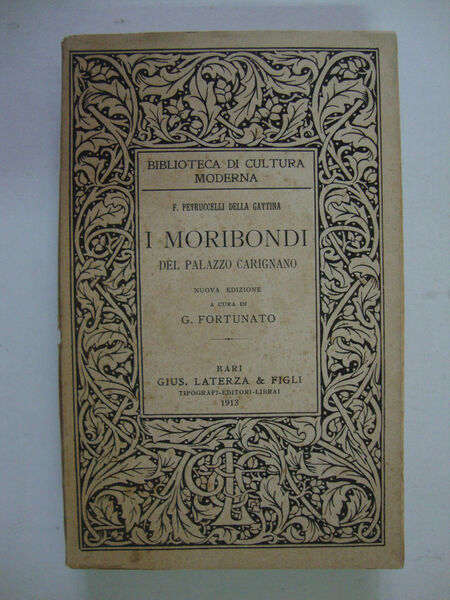 BIBLIOTECA DI CULTURA
MODERNA
F. PETRUCCELLI DELLA GATTINA
I MORIBONDI
DEL PALAZZO CARIGNANO
NUOVA EDIZIONE
A CURA DI
G. FORTUNATO
BARI
GIUS. LATERZA & FIGLI
TIPOGRAFI-EDITORI-LIBRAI
1913